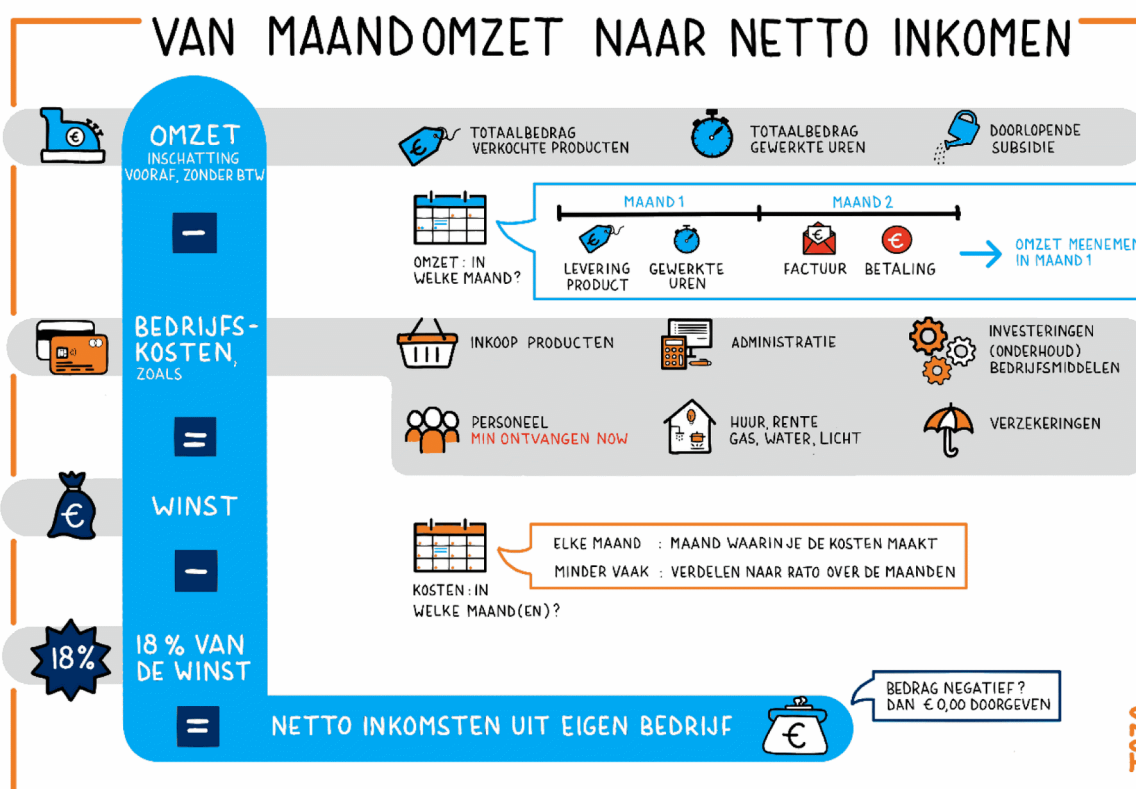 VAN MAANDOMZET NAAR NETTO INKOMEN
OMZET
INSCHATTING
VOORAF, ZONDER BTW
€
€
TOTAALBEDRAG
VERKOCHTE PRODUCTEN
TOTAALBEDRAG
GEWERKTE UREN
DOORLOPENDE
SUBSIDIE
−
OMZET: IN
WELKE MAAND?
MAAND 1
MAAND 2
€
€
€
LEVERING
PRODUCT
GEWERKTE
UREN
FACTUUR
BETALING
OMZET MEENEMEN
IN MAAND 1
BEDRIJFS-
KOSTEN,
ZOALS
INKOOP PRODUCTEN
ADMINISTRATIE
INVESTERINGEN
(ONDERHOUD)
BEDRIJFSMIDDELEN
PERSONEEL
MIN ONTVANGEN NOW
HUUR, RENTE
GAS, WATER, LICHT
VERZEKERINGEN
=
€
WINST
−
KOSTEN: IN
WELKE MAAND(EN)?
ELKE MAAND : MAAND WAARIN JE DE KOSTEN MAAKT
MINDER VAAK : VERDELEN NAAR RATO OVER DE MAANDEN
18%
18 % VAN
DE WINST
=
NETTO INKOMSTEN UIT EIGEN BEDRIJF
€
BEDRAG NEGATIEF?
DAN € 0,00 DOORGEVEN